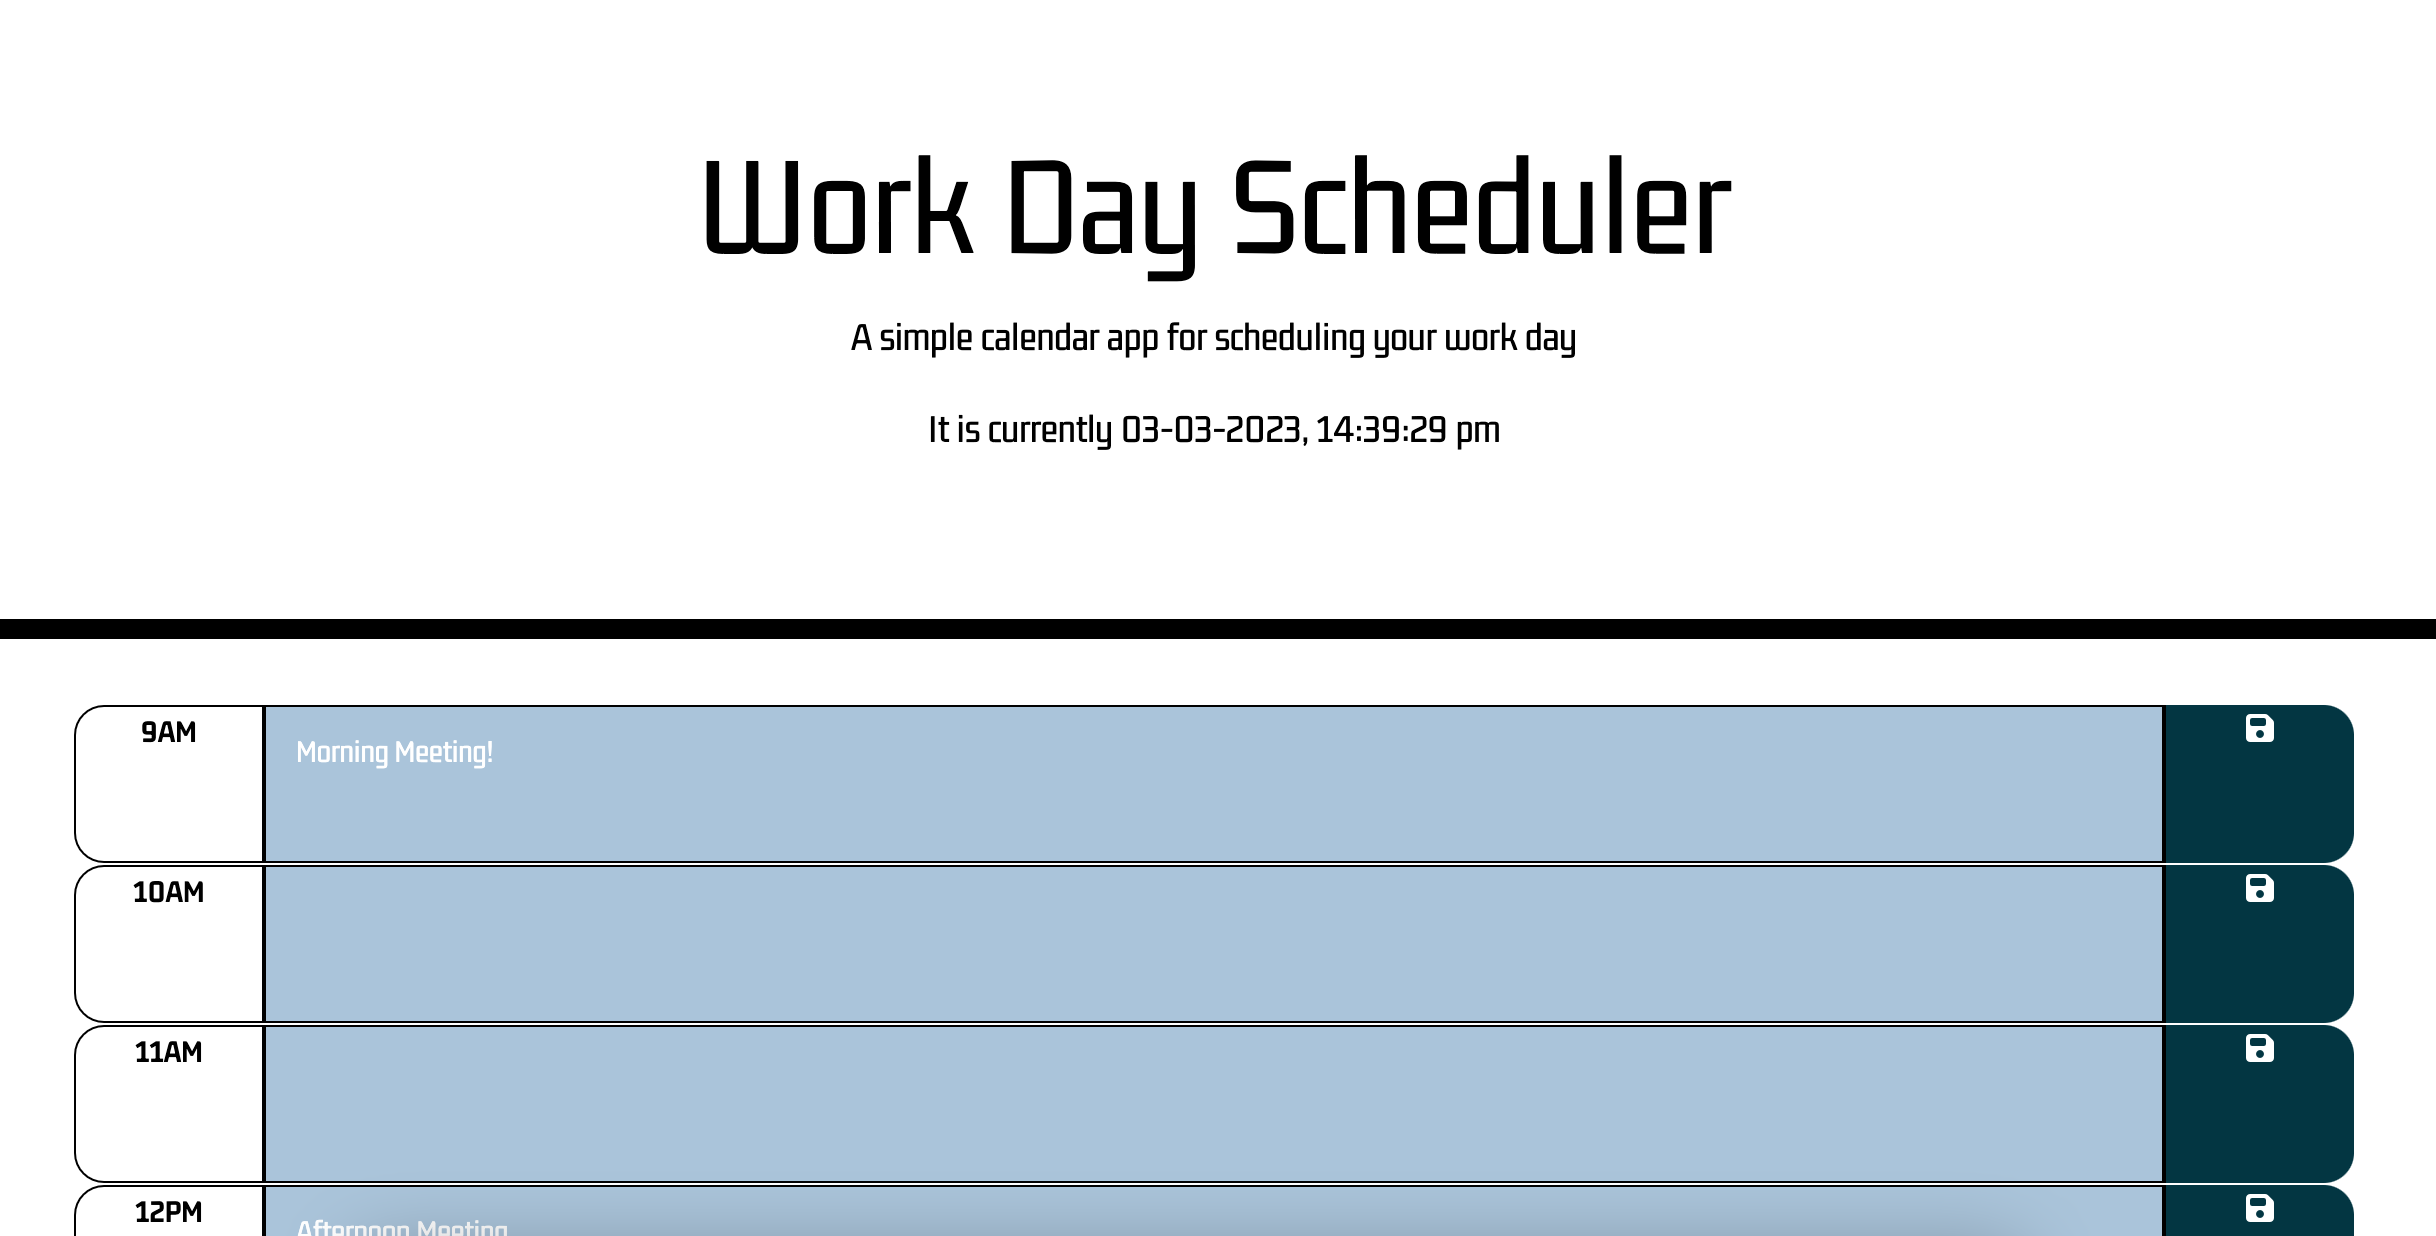 Work Day Scheduler
A simple calendar app for scheduling your work day
It is currently 03-03-2023, 14:39:29 pm
9AM
Morning Meeting!
10AM
11AM
12PM
Afternoon Meeting